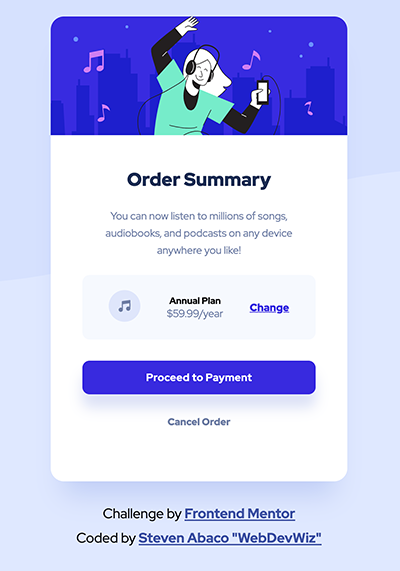 Order Summary
You can now listen to millions of songs,
audiobooks, and podcasts on any device
anywhere you like!
Annual Plan
$59.99/year
Change
Proceed to Payment
Cancel Order
Challenge by Frontend Mentor
Coded by Steven Abaco "WebDevWiz"